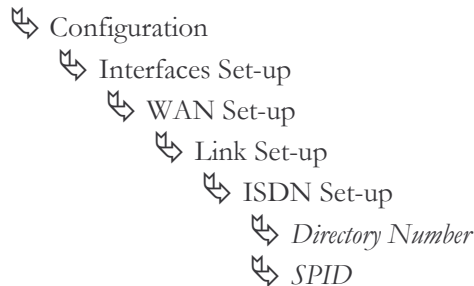 Configuration
Interfaces Set-up
WAN Set-up
Link Set-up
ISDN Set-up
Directory Number
SPID